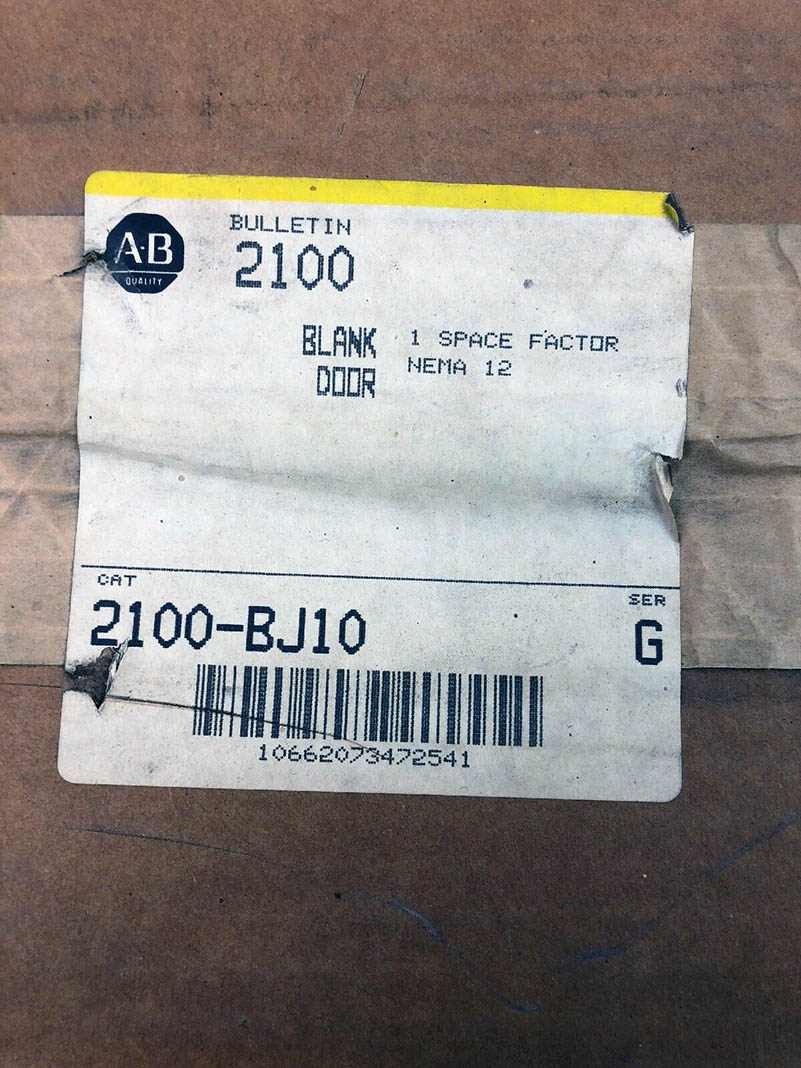 A-B
QUALITY
BULLETIN
2100
BLANK 1 SPACE FACTOR
DOOR NEMA 12
CAT
2100-BJ10
SER
G
10662073472541